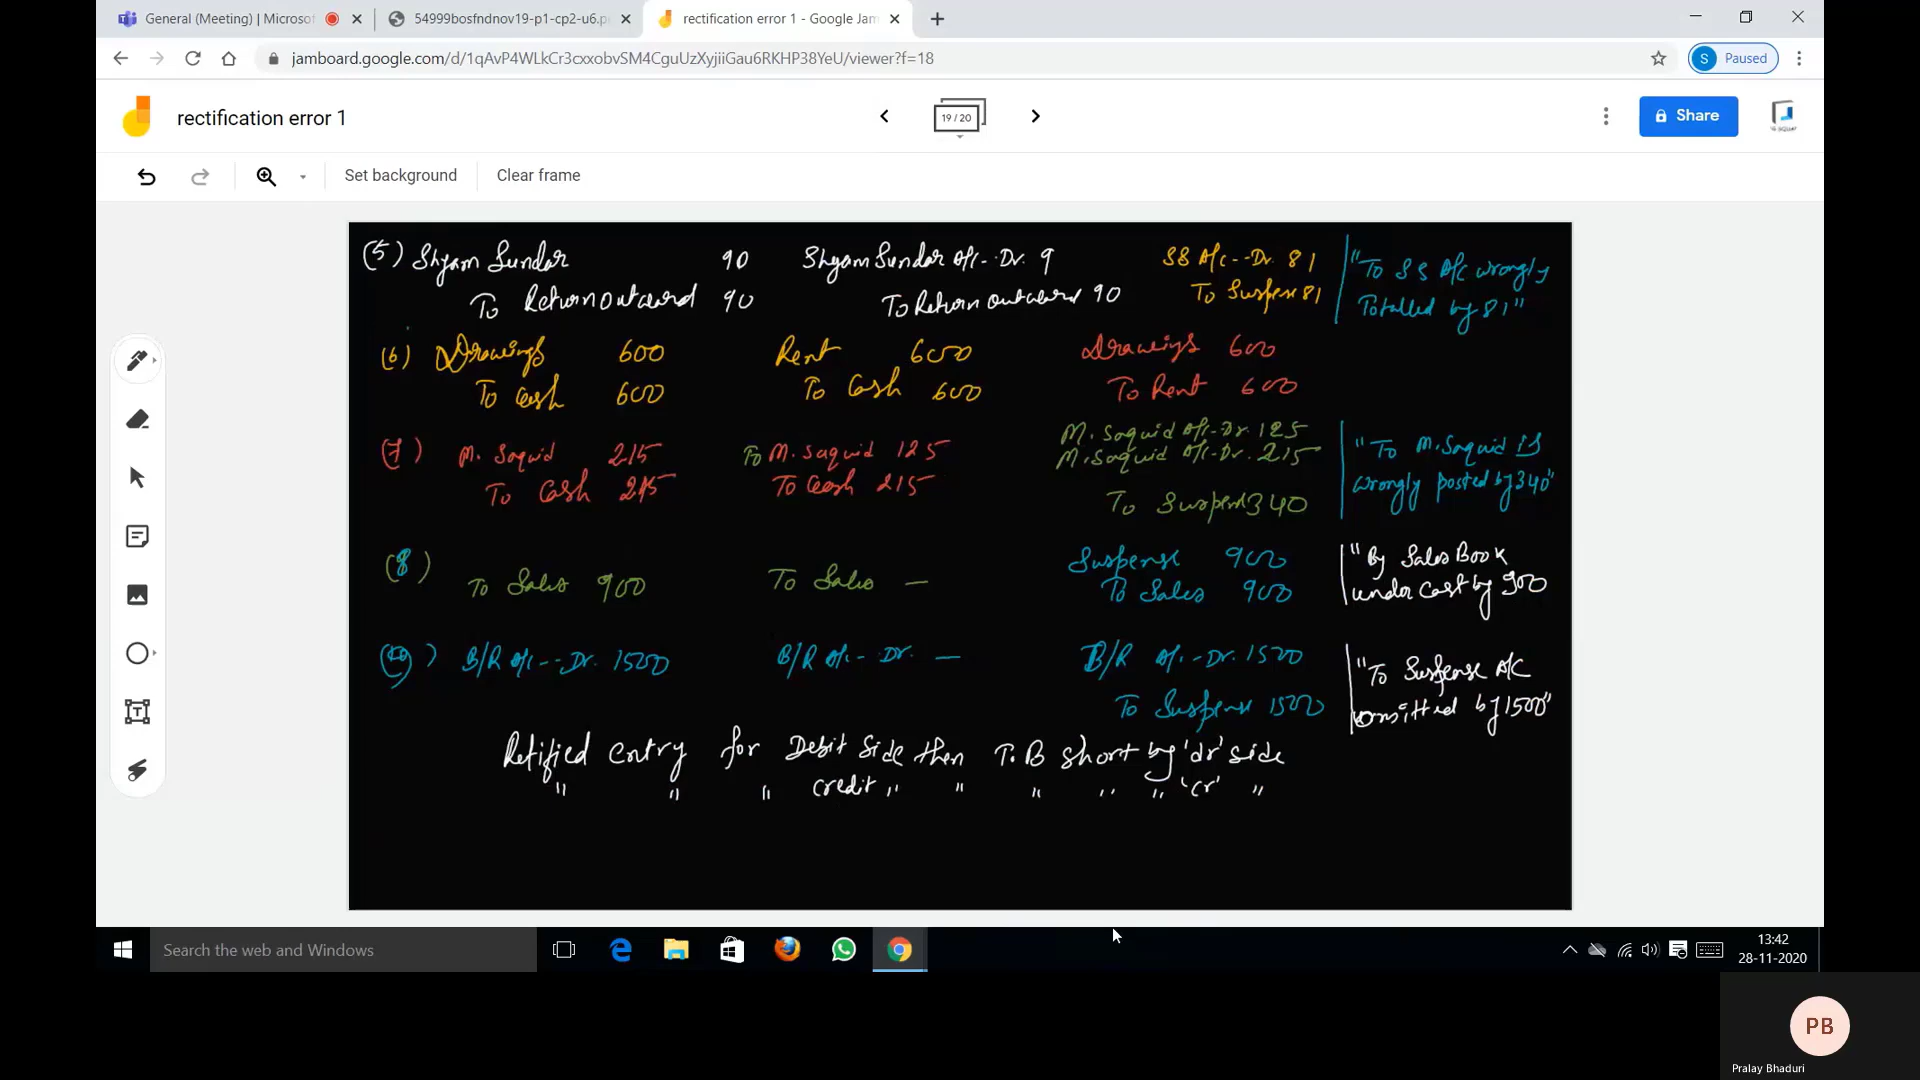 General (Meeting) | Microso
54999bosfndnov19-p1-cp2-u6.p
rectification error 1 - Google Jam
jamboard.google.com/d/1qAvP4WLkCr3cxxobvSM4CguUzXyjiiGau6RKHP38YeU/viewer?f=18
S Paused
rectification error 1
19 / 20
Share
Set background
Clear frame
(5) Shyam Sundar 90 Shyam Sundar A/c-Dr. 9 SS A/c--Dr. 81 "To SS A/c wrongly
To Return outward 90 To Return outward 90 To Suspen 81 Totalled by 81"
(6) Drawings 600 Rent 600 Drawings 600
To Cash 600 To Cash 600 To Rent 600
M. Saquid A/c-Dr. 125
(7) M. Saquid 215 To M. Saquid 125 M. Saquid A/c-Dr. 215 "To M. Saquid IS
To Cash 215 To Cash 215 To Suspen 340 wrongly posted by 340"
(8) To Sales 900 To Sales — Suspense 900 "By Sales Book
To Sales 900 under cast by 900
B/R A/c--Dr. 1500 B/R A/c-Dr. — B/R A/c-Dr. 1500 "To Suspense A/C
To Suspense 1500 ommitted by 1500"
Retified entry for Debit Side then T.B short by 'dr' side
" " " credit " " " " " 'cr' "
Search the web and Windows
13:42
28-11-2020
PB
Pralay Bhaduri